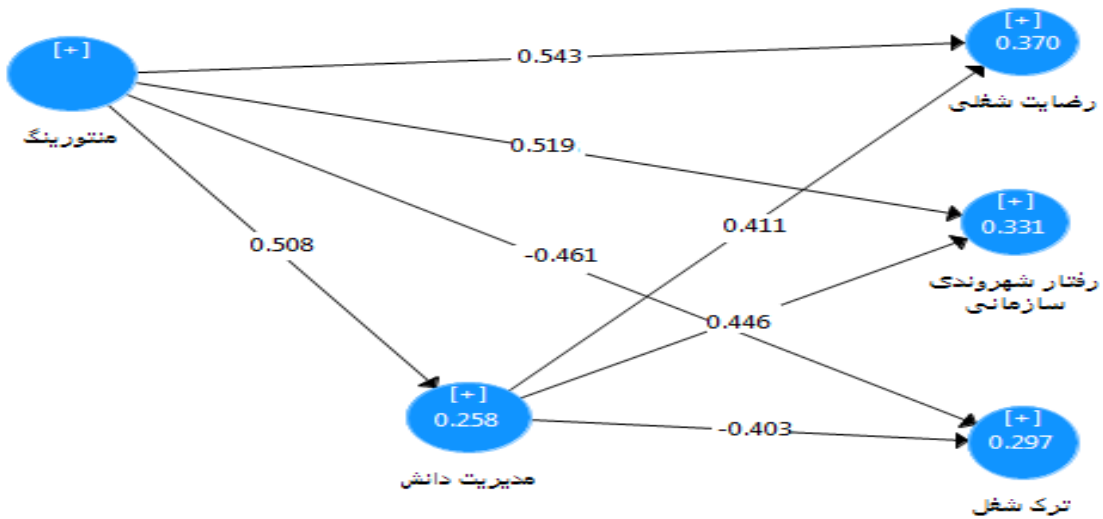 [+]
منتورینگ
[+]
0.370
رضایت شغلی
0.543
0.519
[+]
0.331
رفتار شهروندی
سازمانی
0.411
0.508
-0.461
0.446
[+]
0.258
مدیریت دانش
-0.403
[+]
0.297
ترک شغل